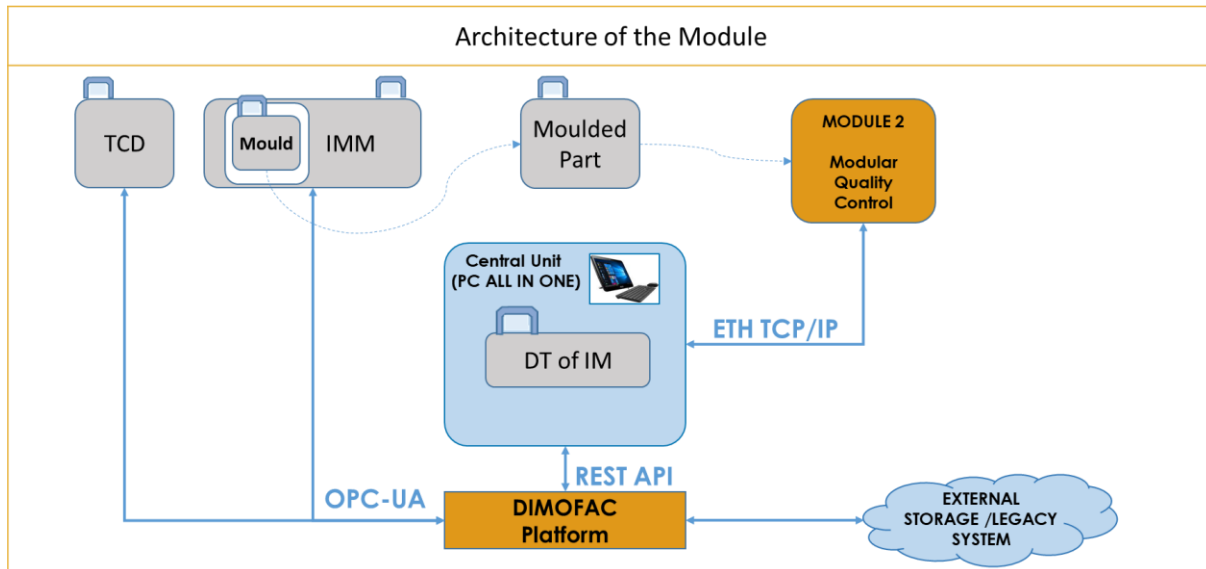 Architecture of the Module
TCD
Mould
IMM
Moulded
Part
MODULE 2
Modular
Quality
Control
Central Unit
(PC ALL IN ONE)
ETH TCP/IP
DT of IM
REST API
OPC-UA
DIMOFAC
Platform
EXTERNAL
STORAGE /LEGACY
SYSTEM